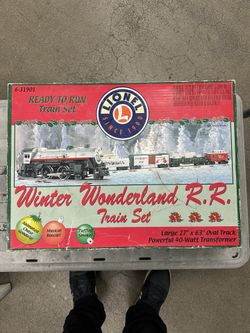 6-31901
LIONEL
L
SINCE 1900
READY TO RUN
Train Set
Winter Wonderland R.R.
Train Set
Large 27" x 63" Oval Track
Powerful 40-Watt Transformer